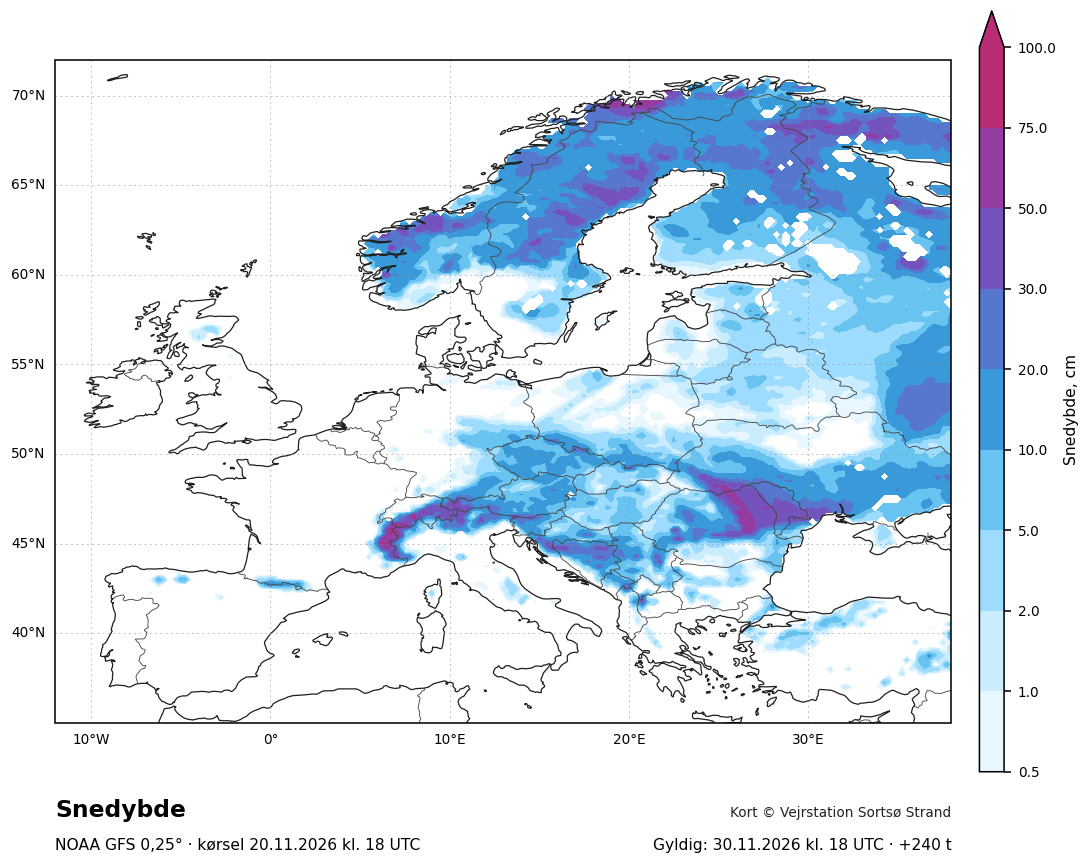 100.0
75.0
50.0
30.0
20.0
10.0
5.0
2.0
1.0
0.5
Snedybde, cm
70°N
65°N
60°N
55°N
50°N
45°N
40°N
10°W 0° 10°E 20°E 30°E
Snedybde
Kort © Vejrstation Sortsø Strand
NOAA GFS 0,25° · kørsel 20.11.2026 kl. 18 UTC
Gyldig: 30.11.2026 kl. 18 UTC · +240 t